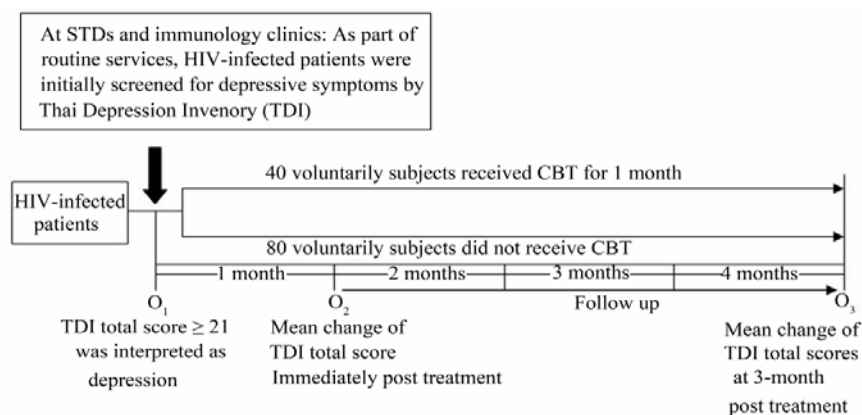 At STDs and immunology clinics: As part of
routine services, HIV-infected patients were
initially screened for depressive symptoms by
Thai Depression Invenory (TDI)
40 voluntarily subjects received CBT for 1 month
HIV-infected
patients
80 voluntarily subjects did not receive CBT
1 month
2 months
3 months
4 months
O1
O2
Follow up
O3
TDI total score ≥ 21
was interpreted as
depression
Mean change of
TDI total score
Immediately post treatment
Mean change of
TDI total scores
at 3-month
post treatment